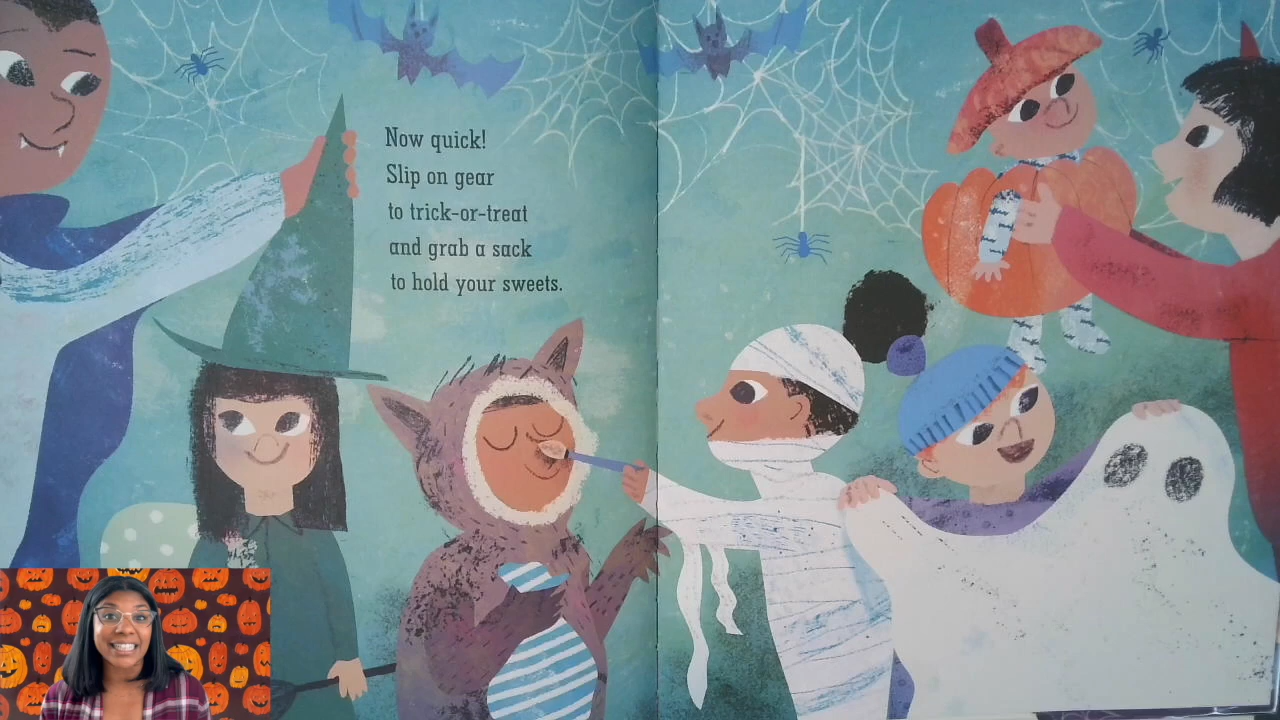 Now quick!
Slip on gear
to trick-or-treat
and grab a sack
to hold your sweets.